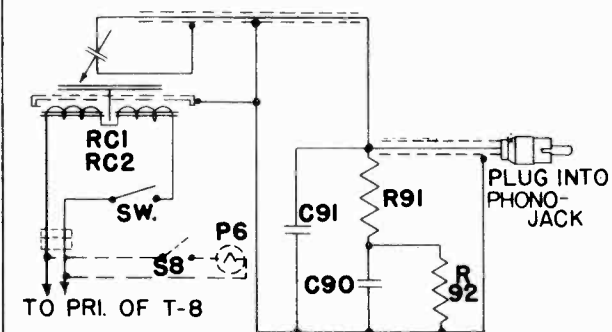 RC1
RC2
SW.
P6
S8
TO PRI. OF T-8
C91
R91
C90
R
92
PLUG INTO
PHONO-
JACK